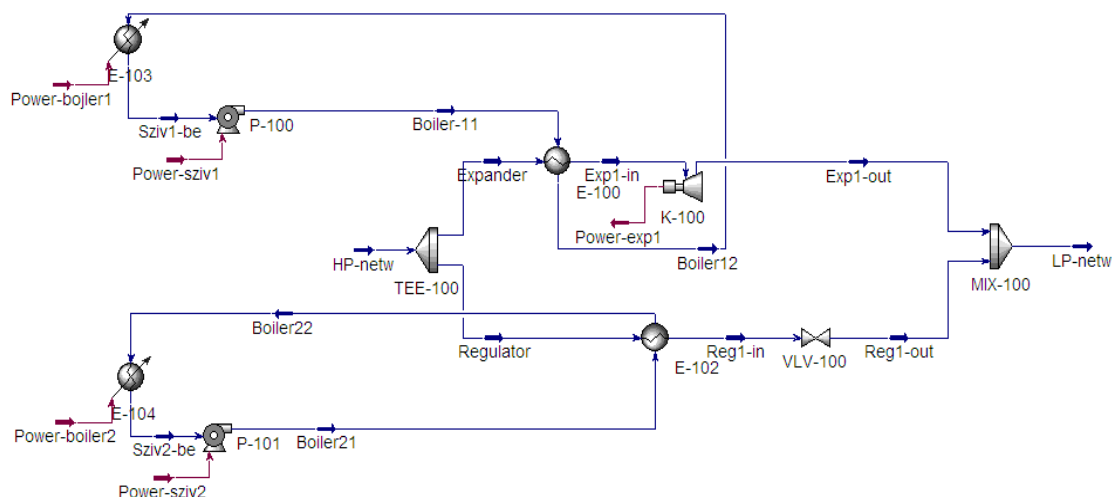 E-103
Power-bojler1
Sziv1-be
P-100
Boiler-11
Power-sziv1
Expander
Exp1-in
E-100
Exp1-out
K-100
Power-exp1
Boiler12
HP-netw
TEE-100
LP-netw
MIX-100
Boiler22
Regulator
Reg1-in
E-102
VLV-100
Reg1-out
E-104
Power-boiler2
Sziv2-be
P-101
Boiler21
Power-sziv2